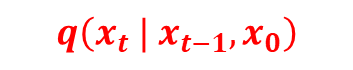 q(xₜ | xₜ₋₁, x₀)